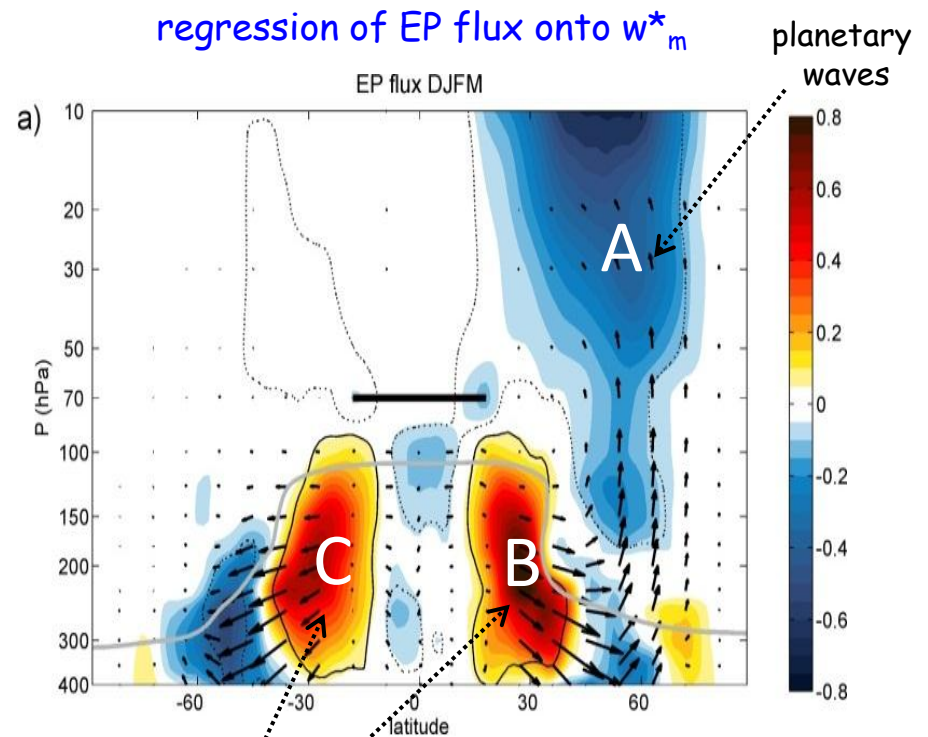 regression of EP flux onto w*m
planetary
waves
EP flux DJFM
a)
10
20
30
50
70
100
150
200
300
400
P (hPa)
A
B
C
-60
-30
0
30
60
latitude
0.8
0.6
0.4
0.2
0
-0.2
-0.4
-0.6
-0.8